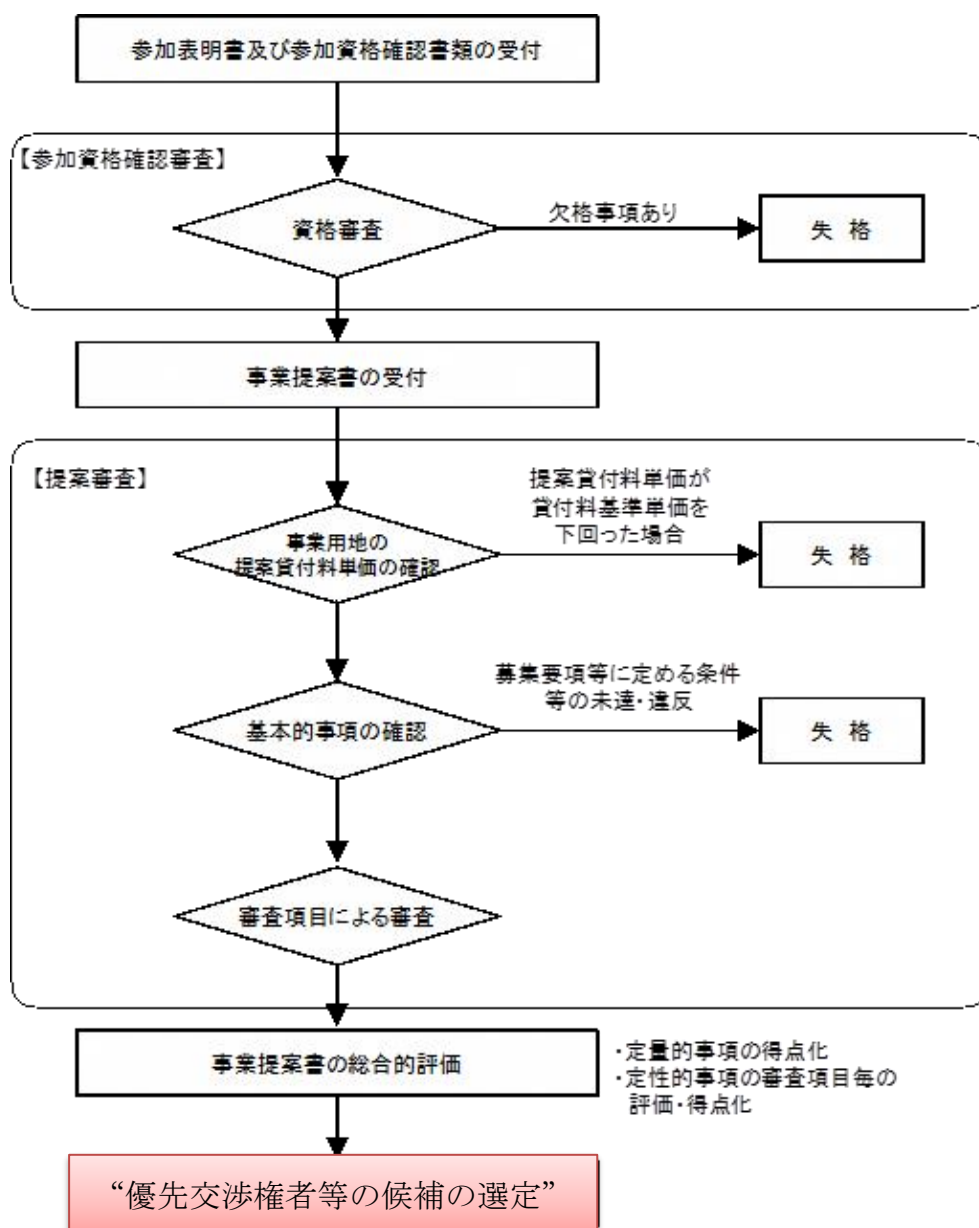 参加表明書及び参加資格確認書類の受付
【参加資格確認審査】
資格審査
欠格事項あり
失 格
事業提案書の受付
【提案審査】
提案貸付料単価が
貸付料基準単価を
下回った場合
事業用地の
提案貸付料単価の確認
失 格
募集要項等に定める条件
等の未達・違反
基本的事項の確認
失 格
審査項目による審査
事業提案書の総合的評価
・定量的事項の得点化
・定性的事項の審査項目毎の
評価・得点化
“優先交渉権者等の候補の選定”